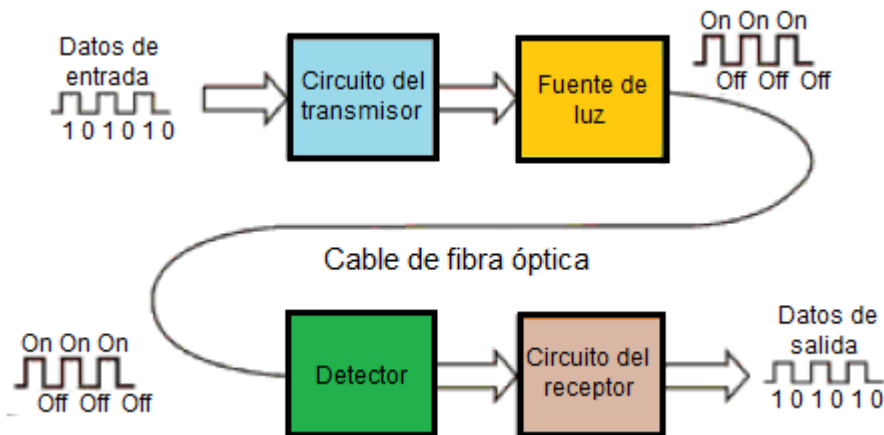 Datos de
entrada
1 0 1 0 1 0
Circuito del
transmisor
Fuente de
luz
On On On
Off Off Off
Cable de fibra óptica
On On On
Off Off Off
Detector
Circuito del
receptor
Datos de
salida
1 0 1 0 1 0